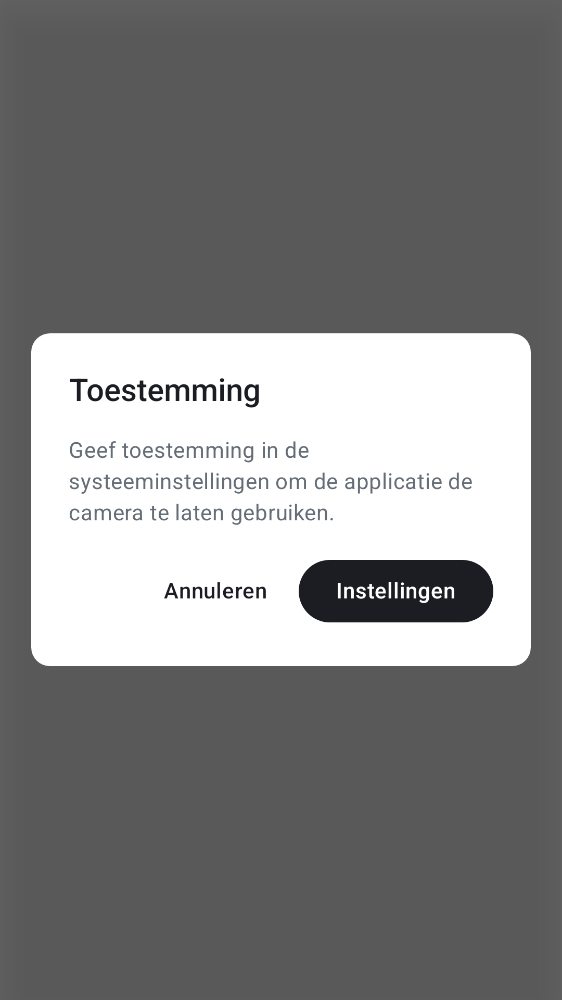 Toestemming
Geef toestemming in de
systeeminstellingen om de applicatie de
camera te laten gebruiken.
Annuleren
Instellingen